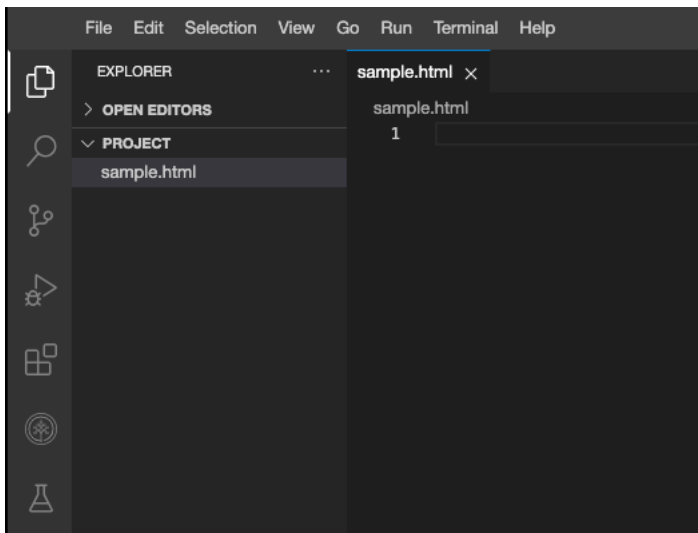 File Edit Selection View Go Run Terminal Help
EXPLORER
OPEN EDITORS
PROJECT
sample.html
sample.html
sample.html
1